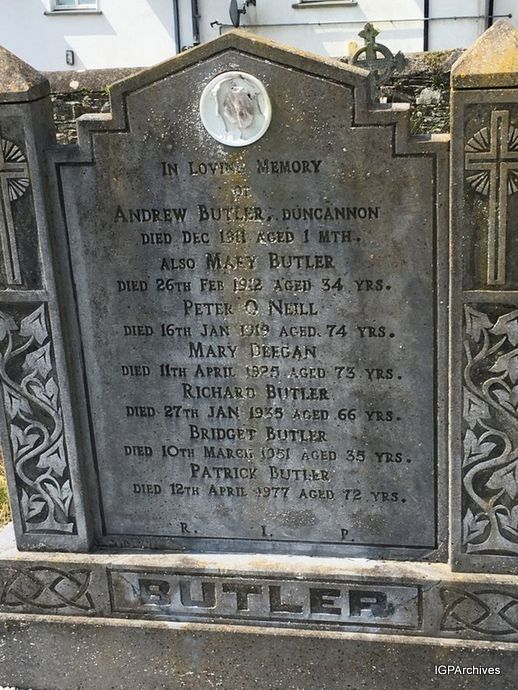 IN LOVING MEMORY
OF
ANDREW BUTLER, DUNCANNON
DIED DEC 1911 AGED 1 MTH.
ALSO MARY BUTLER
DIED 26TH FEB 1912 AGED 34 YRS.
PETER O NEILL
DIED 16TH JAN 1919 AGED. 74 YRS.
MARY DEEGAN
DIED 11TH APRIL 1925 AGED 73 YRS.
RICHARD BUTLER
DIED 27TH JAN 1935 AGED 66 YRS.
BRIDGET BUTLER
DIED 10TH MARCH 1951 AGED 35 YRS.
PATRICK BUTLER
DIED 12TH APRIL 1977 AGED 72 YRS.
R. I. P.
BUTLER
IGPArchives